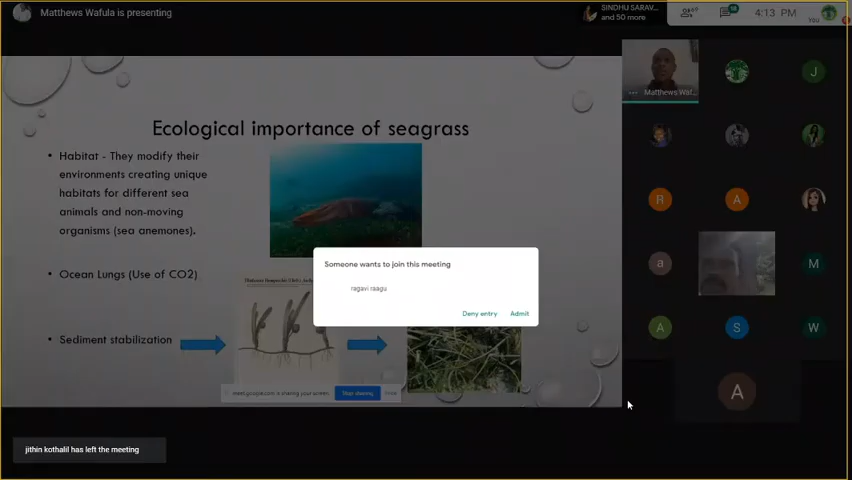 Matthews Wafula is presenting
SINDHU SARAV...
and 50 more
4:13 PM
You
Matthews Waf...
J
Ecological importance of seagrass
• Habitat - They modify their
environments creating unique
habitats for different sea
animals and non-moving
organisms (sea anemones).
R
A
a
M
Someone wants to join this meeting
ragavi raagu
Deny entry
Admit
• Ocean Lungs (Use of CO2)
A
S
W
• Sediment stabilization
meet.google.com is sharing your screen.
Stop sharing
Hide
A
jithin kothalil has left the meeting